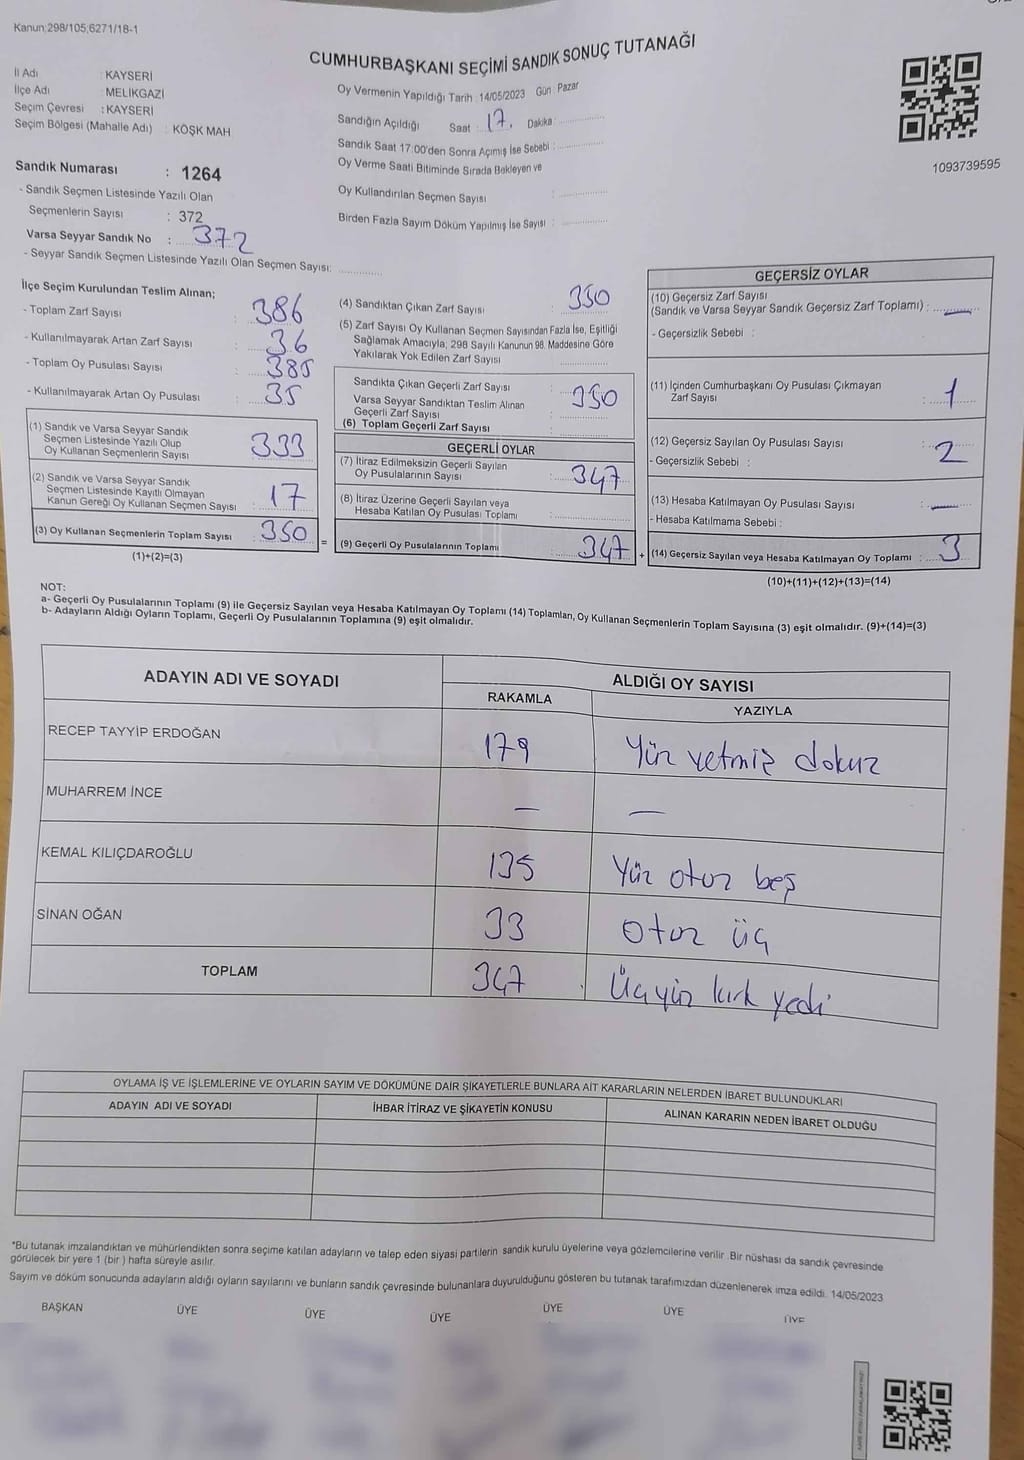 Kanun;298/105;6271/18-1
CUMHURBAŞKANI SEÇİMİ SANDIK SONUÇ TUTANAĞI
İl Adı : KAYSERİ
İlçe Adı : MELİKGAZİ
Seçim Çevresi : KAYSERİ
Seçim Bölgesi (Mahalle Adı) : KÖŞK MAH
Sandık Numarası : 1264
- Sandık Seçmen Listesinde Yazılı Olan
Seçmenlerin Sayısı : 372
Varsa Seyyar Sandık No : 372
- Seyyar Sandık Seçmen Listesinde Yazılı Olan Seçmen Sayısı:
Oy Vermenin Yapıldığı Tarih : 14/05/2023 Gün Pazar
Sandığın Açıldığı Saat : 17. Dakika :
Sandık Saat 17:00'den Sonra Açımış İse Sebebi :
Oy Verme Saati Bitiminde Sırada Bekleyen ve
Oy Kullandırılan Seçmen Sayısı :
Birden Fazla Sayım Döküm Yapılmış İse Sayısı :
1093739595
İlçe Seçim Kurulundan Teslim Alınan;
- Toplam Zarf Sayısı : 386
- Kullanılmayarak Artan Zarf Sayısı : 36
- Toplam Oy Pusulası Sayısı : 385
- Kullanılmayarak Artan Oy Pusulası : 35
(1) Sandık ve Varsa Seyyar Sandık
Seçmen Listesinde Yazılı Olup
Oy Kullanan Seçmenlerin Sayısı : 333
(2) Sandık ve Varsa Seyyar Sandık
Seçmen Listesinde Kayıtlı Olmayan
Kanun Gereği Oy Kullanan Seçmen Sayısı : 17
(3) Oy Kullanan Seçmenlerin Toplam Sayısı : 350
(1)+(2)=(3)
(4) Sandıktan Çıkan Zarf Sayısı : 350
(5) Zarf Sayısı Oy Kullanan Seçmen Sayısından Fazla İse, Eşitliği
Sağlamak Amacıyla; 298 Sayılı Kanunun 98. Maddesine Göre
Yakılarak Yok Edilen Zarf Sayısı :
Sandıkta Çıkan Geçerli Zarf Sayısı : 350
Varsa Seyyar Sandıktan Teslim Alınan
Geçerli Zarf Sayısı :
(6) Toplam Geçerli Zarf Sayısı :
=
GEÇERLİ OYLAR
(7) İtiraz Edilmeksizin Geçerli Sayılan
Oy Pusulalarının Sayısı : 347
(8) İtiraz Üzerine Geçerli Sayılan veya
Hesaba Katılan Oy Pusulası Toplamı :
(9) Geçerli Oy Pusulalarının Toplamı : 347
+
GEÇERSİZ OYLAR
(10) Geçersiz Zarf Sayısı
(Sandık ve Varsa Seyyar Sandık Geçersiz Zarf Toplamı) : —
- Geçersizlik Sebebi :
(11) İçinden Cumhurbaşkanı Oy Pusulası Çıkmayan
Zarf Sayısı : 1
(12) Geçersiz Sayılan Oy Pusulası Sayısı : 2
- Geçersizlik Sebebi :
(13) Hesaba Katılmayan Oy Pusulası Sayısı : —
- Hesaba Katılmama Sebebi :
(14) Geçersiz Sayılan veya Hesaba Katılmayan Oy Toplamı : 3
(10)+(11)+(12)+(13)=(14)
NOT:
a- Geçerli Oy Pusulalarının Toplamı (9) ile Geçersiz Sayılan veya Hesaba Katılmayan Oy Toplamı (14) Toplamları, Oy Kullanan Seçmenlerin Toplam Sayısına (3) eşit olmalıdır. (9)+(14)=(3)
b- Adayların Aldığı Oyların Toplamı, Geçerli Oy Pusulalarının Toplamına (9) eşit olmalıdır.
ADAYIN ADI VE SOYADI
ALDIĞI OY SAYISI
RAKAMLA YAZIYLA
RECEP TAYYİP ERDOĞAN 179 Yüz yetmiş dokuz
MUHARREM İNCE — —
KEMAL KILIÇDAROĞLU 135 Yüz otuz beş
SİNAN OĞAN 33 Otuz üç
TOPLAM 347 Üçyüz kırk yedi
OYLAMA İŞ VE İŞLEMLERİNE VE OYLARIN SAYIM VE DÖKÜMÜNE DAİR ŞİKAYETLERLE BUNLARA AİT KARARLARIN NELERDEN İBARET BULUNDUKLARI
ADAYIN ADI VE SOYADI İHBAR İTİRAZ VE ŞİKAYETİN KONUSU ALINAN KARARIN NEDEN İBARET OLDUĞU
*Bu tutanak imzalandıktan ve mühürlendikten sonra seçime katılan adayların ve talep eden siyasi partilerin sandık kurulu üyelerine veya gözlemcilerine verilir. Bir nüshası da sandık çevresinde
görülecek bir yere 1 (bir ) hafta süreyle asılır.
Sayım ve döküm sonucunda adayların aldığı oyların sayılarını ve bunların sandık çevresinde bulunanlara duyurulduğunu gösteren bu tutanak tarafımızdan düzenlenerek imza edildi. 14/05/2023
BAŞKAN ÜYE ÜYE ÜYE ÜYE ÜYE ÜYE